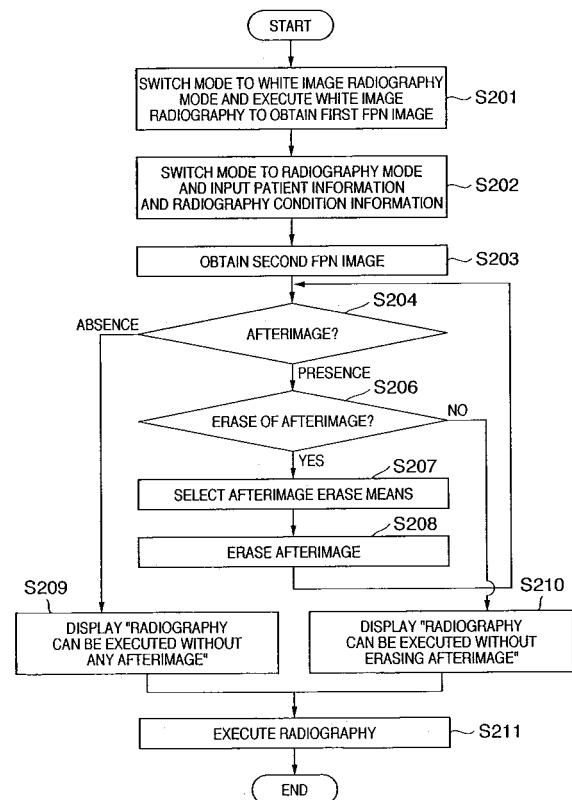 START
SWITCH MODE TO WHITE IMAGE RADIOGRAPHY
MODE AND EXECUTE WHITE IMAGE
RADIOGRAPHY TO OBTAIN FIRST FPN IMAGE
S201
SWITCH MODE TO RADIOGRAPHY MODE
AND INPUT PATIENT INFORMATION
AND RADIOGRAPHY CONDITION INFORMATION
S202
OBTAIN SECOND FPN IMAGE
S203
S204
ABSENCE
AFTERIMAGE?
PRESENCE
S206
ERASE OF AFTERIMAGE?
NO
YES
S207
SELECT AFTERIMAGE ERASE MEANS
S208
ERASE AFTERIMAGE
S209
DISPLAY "RADIOGRAPHY
CAN BE EXECUTED WITHOUT
ANY AFTERIMAGE"
S210
DISPLAY "RADIOGRAPHY
CAN BE EXECUTED WITHOUT
ERASING AFTERIMAGE"
EXECUTE RADIOGRAPHY
S211
END